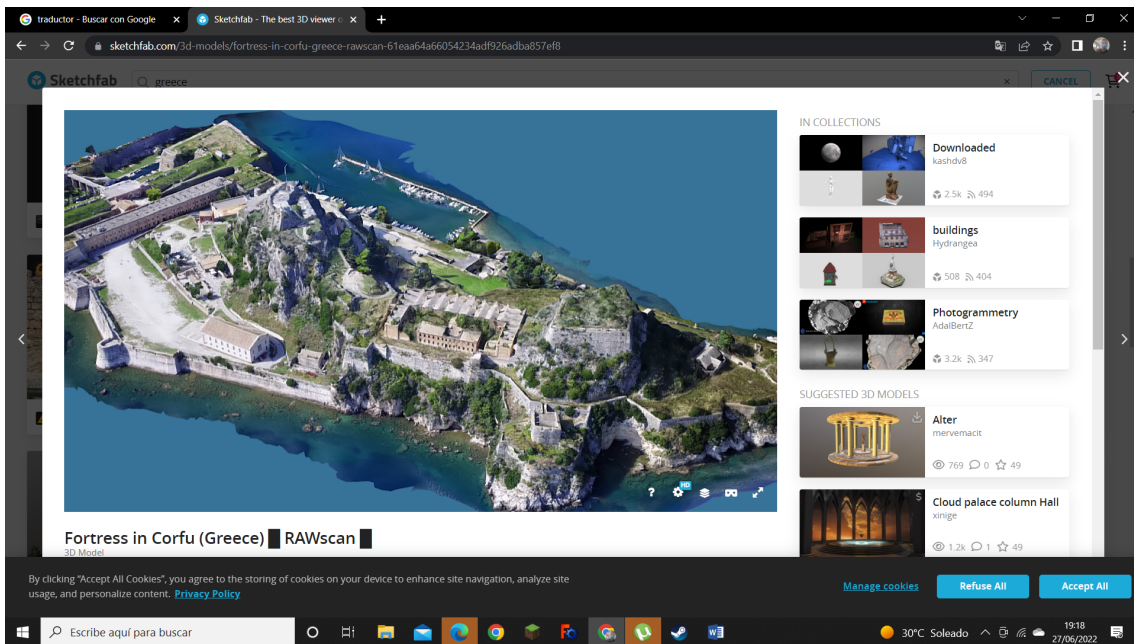 traductor - Buscar con Google
Sketchfab - The best 3D viewer o
sketchfab.com/3d-models/fortress-in-corfu-greece-rawscan-61eaa64a66054234adf926adba857ef8
Sketchfab
greece
CANCEL
IN COLLECTIONS
Downloaded
kashdv8
2.5k 494
buildings
Hydrangea
508 404
Photogrammetry
AdalBertZ
3.2k 347
SUGGESTED 3D MODELS
Alter
mervemacit
769 0 49
Cloud palace column Hall
xinige
$
1.2k 1 49
? HD
Fortress in Corfu (Greece) █ RAWscan █
3D Model
By clicking “Accept All Cookies”, you agree to the storing of cookies on your device to enhance site navigation, analyze site
usage, and personalize content. Privacy Policy
Manage cookies
Refuse All
Accept All
Escribe aquí para buscar
30°C Soleado
19:18
27/06/2022